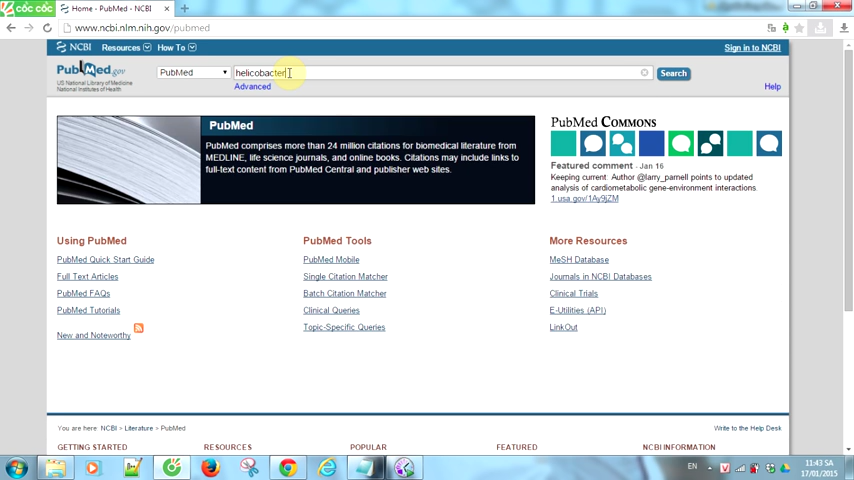 CỐC CỐC
Home - PubMed - NCBI
www.ncbi.nlm.nih.gov/pubmed
NCBI Resources How To Sign in to NCBI
PubMed.gov
US National Library of Medicine
National Institutes of Health
PubMed
helicobacter
Search
Advanced
Help
PubMed
PubMed comprises more than 24 million citations for biomedical literature from
MEDLINE, life science journals, and online books. Citations may include links to
full-text content from PubMed Central and publisher web sites.
PubMed Commons
Featured comment - Jan 16
Keeping current: Author @larry_parnell points to updated
analysis of cardiometabolic gene-environment interactions.
1.usa.gov/1Ay9jZM
Using PubMed
PubMed Quick Start Guide
Full Text Articles
PubMed FAQs
PubMed Tutorials
New and Noteworthy
PubMed Tools
PubMed Mobile
Single Citation Matcher
Batch Citation Matcher
Clinical Queries
Topic-Specific Queries
More Resources
MeSH Database
Journals in NCBI Databases
Clinical Trials
E-Utilities (API)
LinkOut
You are here: NCBI > Literature > PubMed
Write to the Help Desk
GETTING STARTED RESOURCES POPULAR FEATURED NCBI INFORMATION
EN
11:43 SA
17/01/2015